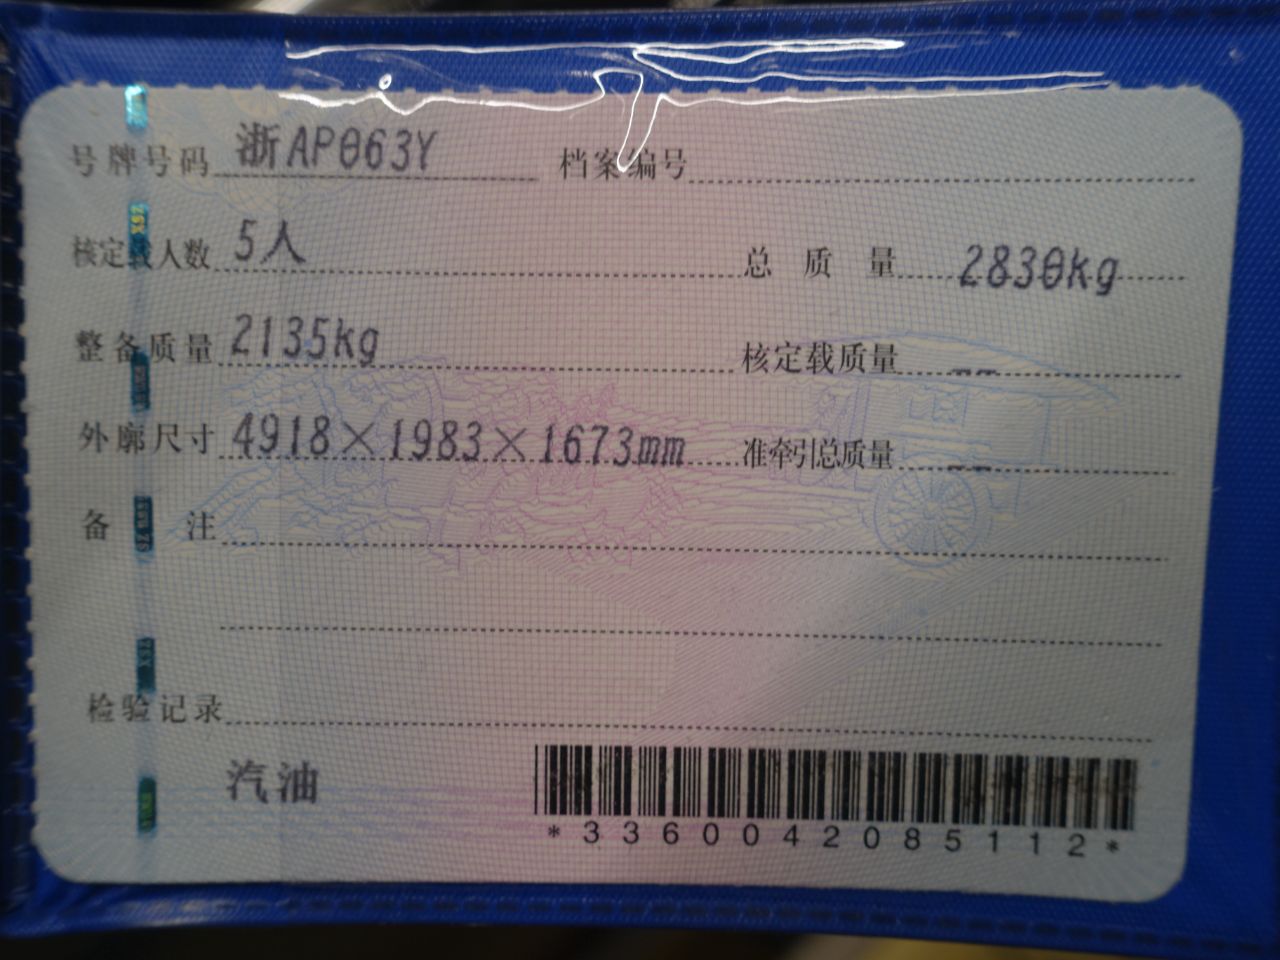 号牌号码 浙AP063Y 档案编号
核定载人数 5人 总质量 2830kg
整备质量 2135kg 核定载质量 --
外廓尺寸 4918×1983×1673mm 准牵引总质量 --
备注
检验记录
汽油
*3360042085112*